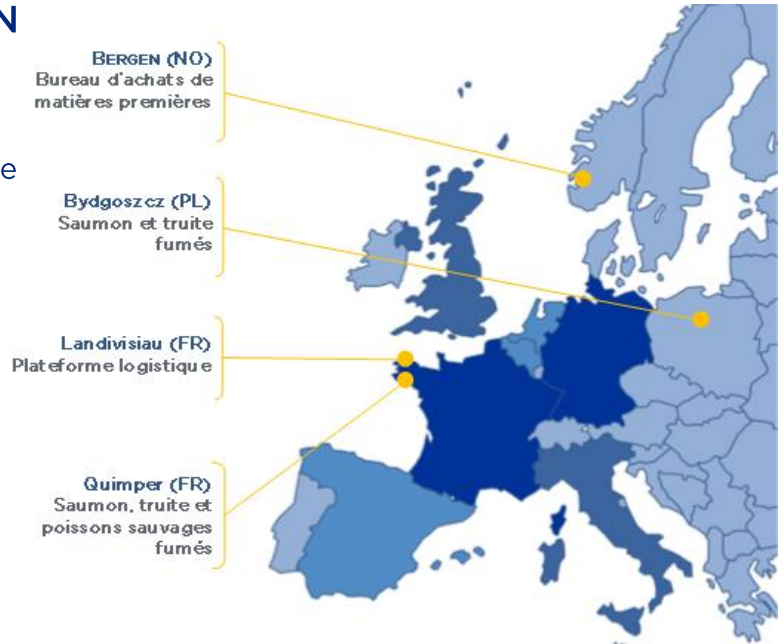 N
BERGEN (NO)
Bureau d'achats de
matières premières
e
Bydgoszcz (PL)
Saumon et truite
fumés
Landivisiau (FR)
Plateforme logistique
Quimper (FR)
Saumon, truite et
poissons sauvages
fumés